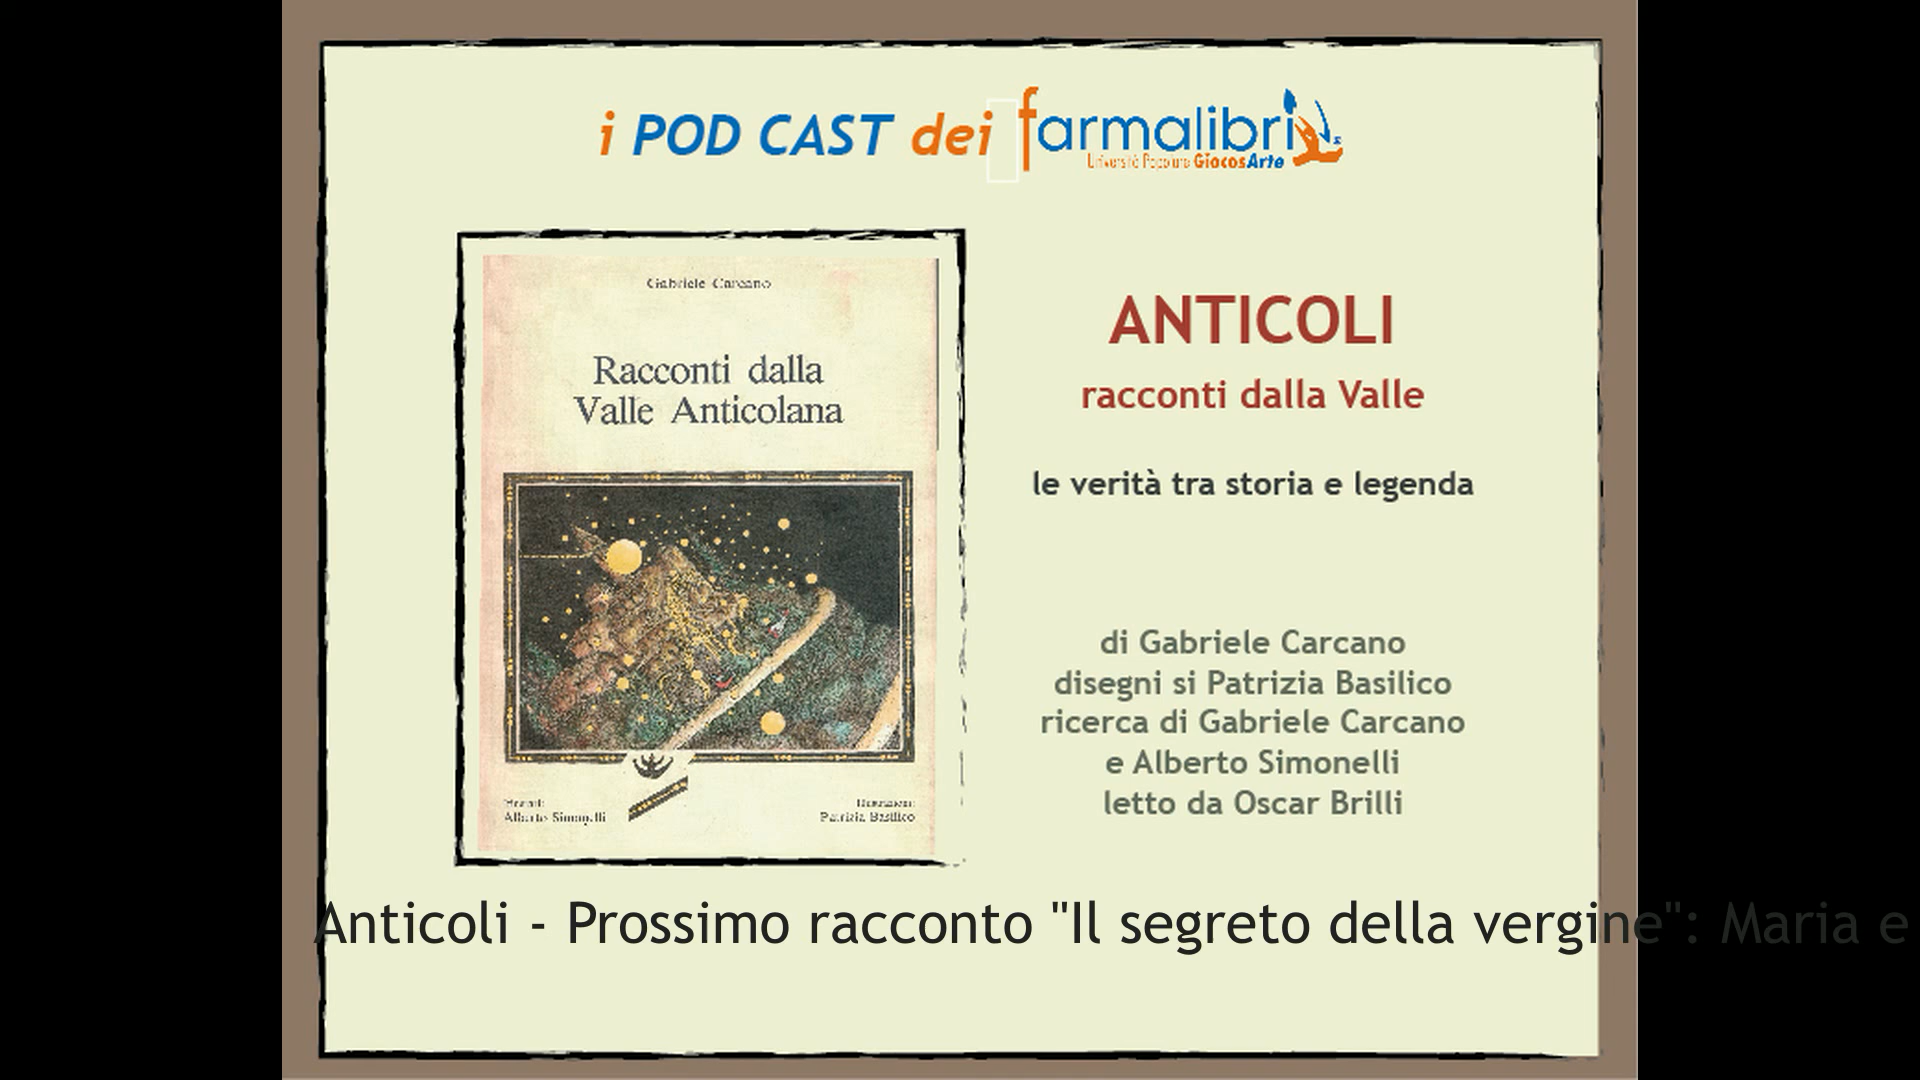 i POD CAST dei farmalibri
Università Popolare GiocosArte
Gabriele Carcano
Racconti dalla
Valle Anticolana
Alberto Simonelli
Illustrazioni:
Patrizia Basilico
ANTICOLI
racconti dalla Valle
le verità tra storia e legenda
di Gabriele Carcano
disegni si Patrizia Basilico
ricerca di Gabriele Carcano
e Alberto Simonelli
letto da Oscar Brilli
Anticoli - Prossimo racconto "Il segreto della vergine": Maria e